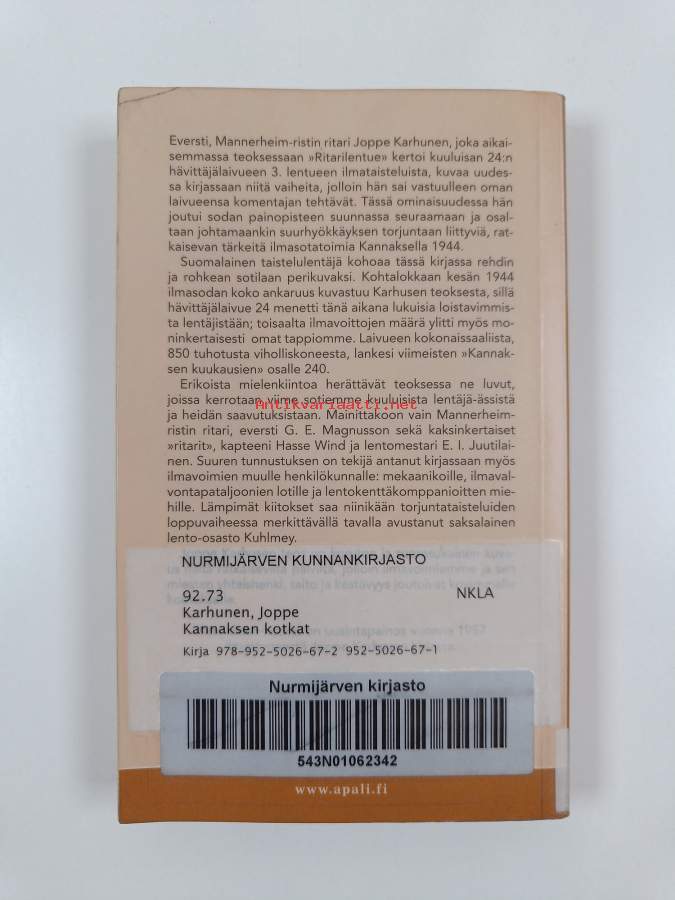 Eversti, Mannerheim-ristin ritari Joppe Karhunen, joka aikai-
semmassa teoksessaan »Ritarilentue» kertoi kuuluisan 24:n
hävittäjälaivueen 3. lentueen ilmataisteluista, kuvaa uudes-
sa kirjassaan niitä vaiheita, jolloin hän sai vastuulleen oman
laivueensa komentajan tehtävät. Tässä ominaisuudessa hän
joutui sodan painopisteen suunnassa seuraamaan ja osal-
taan johtamaankin suurhyökkäyksen torjuntaan liittyviä, rat-
kaisevan tärkeitä ilmasotatoimia Kannaksella 1944.
Suomalainen taistelulentäjä kohoaa tässä kirjassa rehdin
ja rohkean sotilaan perikuvaksi. Kohtalokkaan kesän 1944
ilmasodan koko ankaruus kuvastuu Karhusen teoksesta, sillä
hävittäjälaivue 24 menetti tänä aikana lukuisia loistavimmis-
ta lentäjistään; toisaalta ilmavoittojen määrä ylitti myös mo-
ninkertaisesti omat tappiomme. Laivueen kokonaissaaliista,
850 tuhotusta vihollis­koneesta, lankesi viimeisten »Kannak-
sen kuukausien» osalle 240.
Erikoista mielenkiintoa herättävät teoksessa ne luvut,
joissa kerrotaan viime sotiemme kuuluisista lentäjä-ässistä
Antikvariaatti.net
ja heidän saavutuksistaan. Mainittakoon vain Mannerheim-
ristin ritari, eversti G. E. Magnusson sekä kaksinkertaiset
»ritarit», kapteeni Hasse Wind ja lentomestari E. I. Juutilai-
nen. Suuren tunnustuksen on tekijä antanut kirjassaan myös
ilmavoimien muulle henkilökunnalle: mekaanikoille, ilmaval-
vontapataljoonien lotille ja lentokenttäkomppanioitten mie-
hille. Lämpimät kiitokset saa niinikään torjuntataisteluiden
loppuvaiheessa merkittävällä tavalla avustanut saksalainen
lento-osasto Kuhlmey.
NURMIJÄRVEN KUNNANKIRJASTO
92.73 NKLA
Karhunen, Joppe
Kannaksen kotkat
Kirja 978-952-5026-67-2 952-5026-67-1
Nurmijärven kirjasto
543N01062342
www.apali.fi